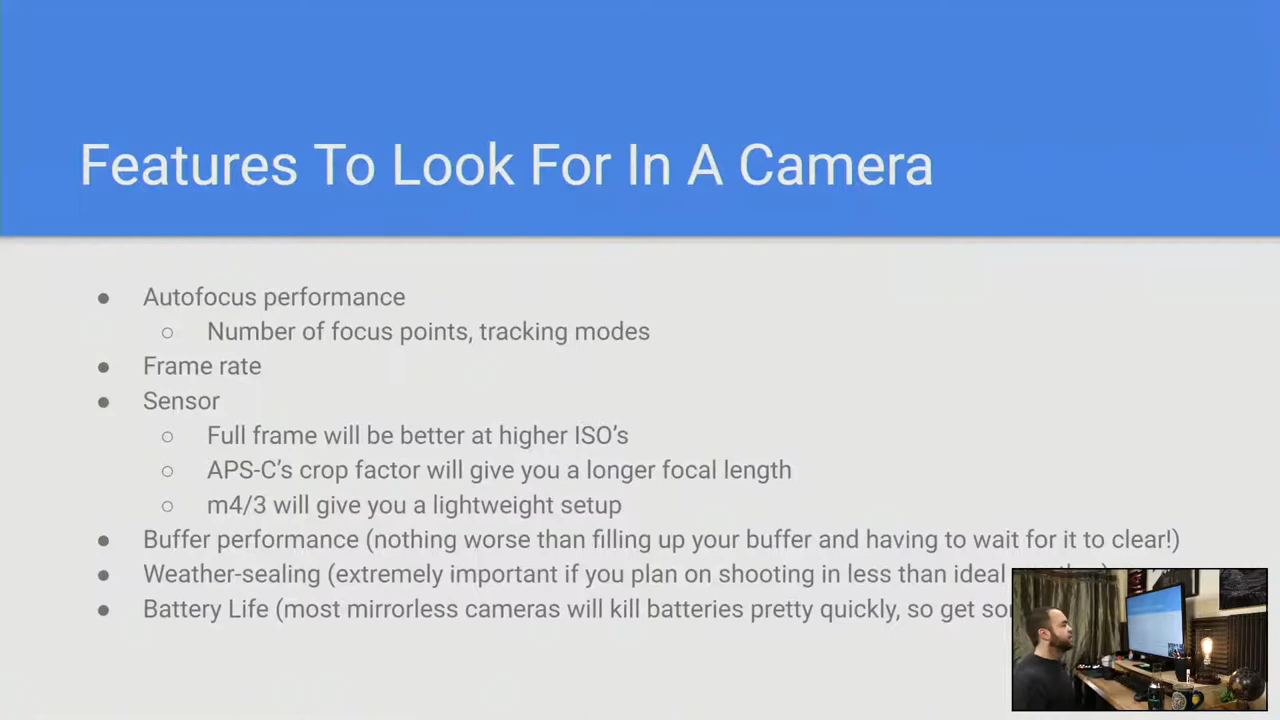 Features To Look For In A Camera
● Autofocus performance
○ Number of focus points, tracking modes
● Frame rate
● Sensor
○ Full frame will be better at higher ISO's
○ APS-C's crop factor will give you a longer focal length
○ m4/3 will give you a lightweight setup
● Buffer performance (nothing worse than filling up your buffer and having to wait for it to clear!)
● Weather-sealing (extremely important if you plan on shooting in less than ideal
● Battery Life (most mirrorless cameras will kill batteries pretty quickly, so get